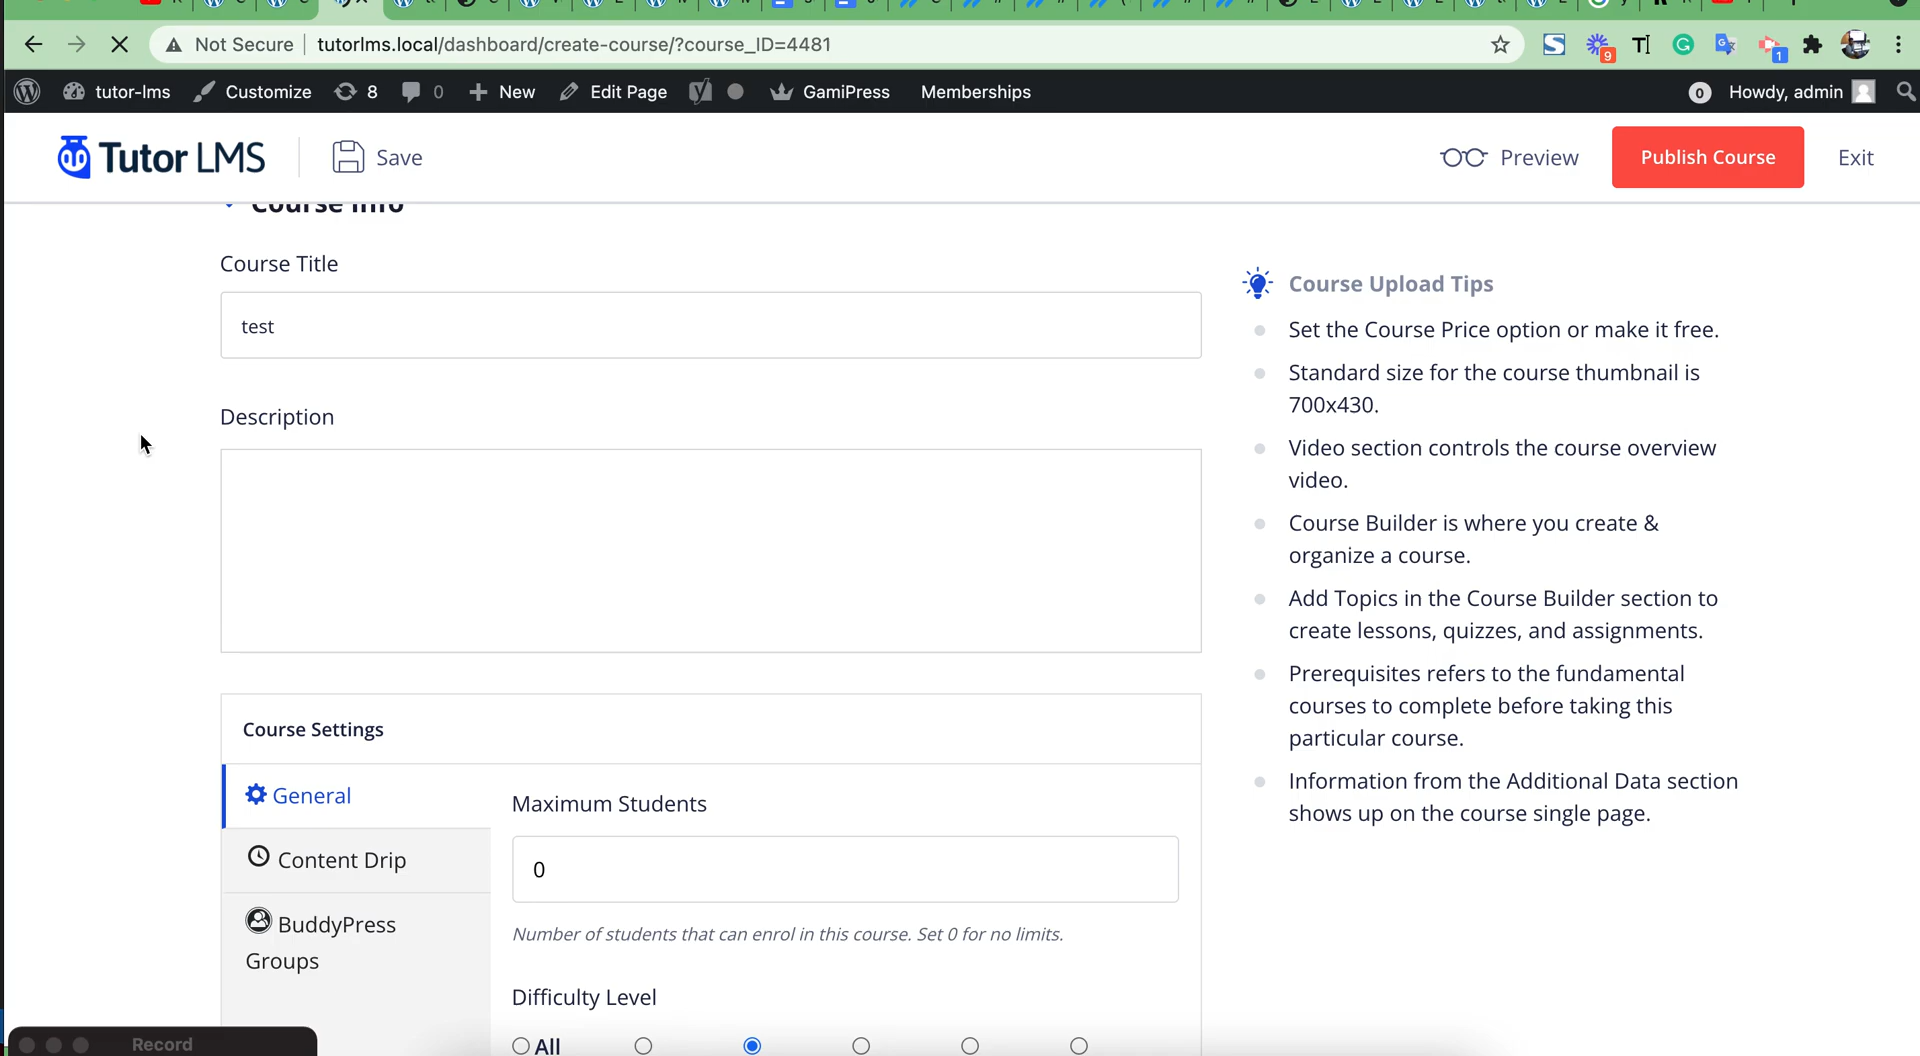 Not Secure tutorlms.local/dashboard/create-course/?course_ID=4481
9
1
tutor-lms Customize 8 0 New Edit Page GamiPress Memberships 0 Howdy, admin
Tutor LMS Save Preview Publish Course Exit
Course Info
Course Title
test
Description
Course Settings
General
Content Drip
BuddyPress
Groups
Maximum Students
0
Number of students that can enrol in this course. Set 0 for no limits.
Difficulty Level
All
Course Upload Tips
Set the Course Price option or make it free.
Standard size for the course thumbnail is
700x430.
Video section controls the course overview
video.
Course Builder is where you create &
organize a course.
Add Topics in the Course Builder section to
create lessons, quizzes, and assignments.
Prerequisites refers to the fundamental
courses to complete before taking this
particular course.
Information from the Additional Data section
shows up on the course single page.
Record